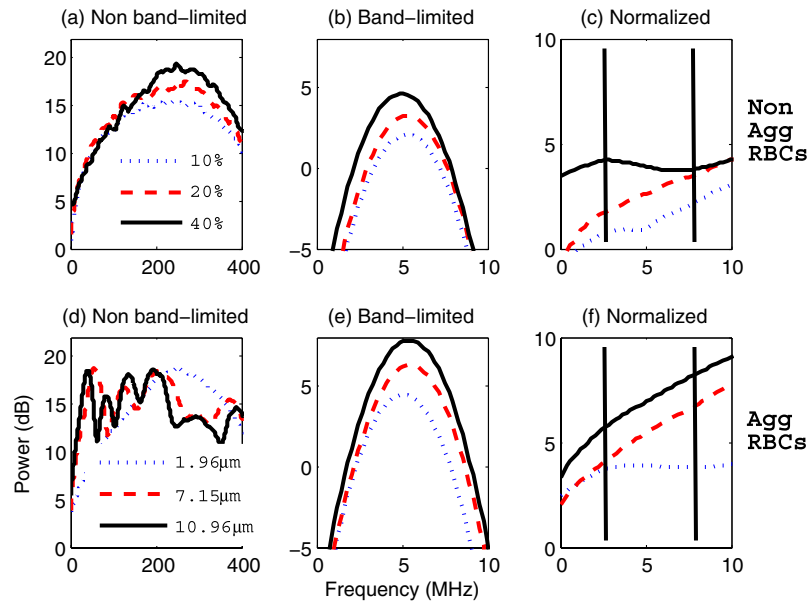 (a) Non band−limited
(b) Band−limited
(c) Normalized
20
15
10
5
0
0
200
400
10%
20%
40%
5
0
−5
0
5
10
10
5
0
0
5
10
Non
Agg
RBCs
(d) Non band−limited
(e) Band−limited
(f) Normalized
Power (dB)
20
15
10
5
0
0
200
400
1.96µm
7.15µm
10.96µm
5
0
−5
0
5
10
10
5
0
0
5
10
Agg
RBCs
Frequency (MHz)